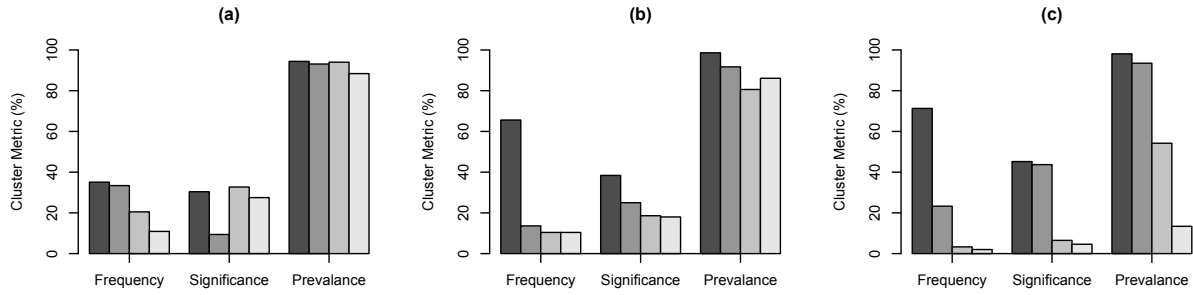 (a)
Cluster Metric (%)
0 20 40 60 80 100
Frequency Significance Prevalance
(b)
Cluster Metric (%)
0 20 40 60 80 100
Frequency Significance Prevalance
(c)
Cluster Metric (%)
0 20 40 60 80 100
Frequency Significance Prevalance